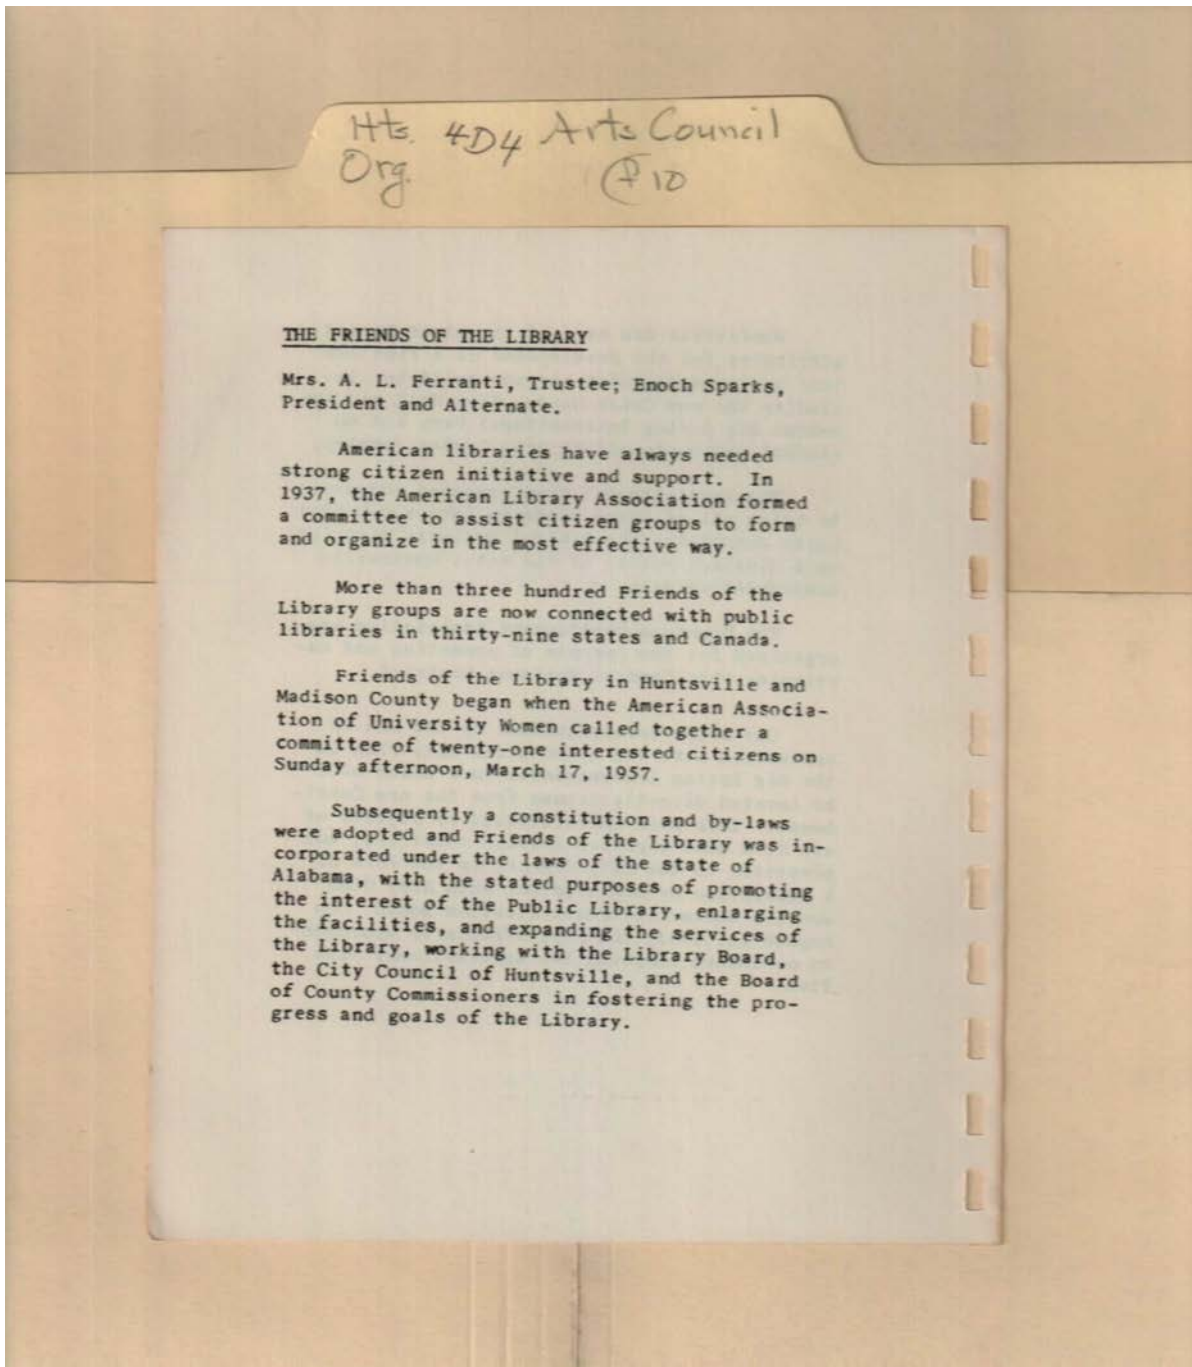 Hts. 4D4 Arts Council
Org. P10
THE FRIENDS OF THE LIBRARY
Mrs. A. L. Ferranti, Trustee; Enoch Sparks,
President and Alternate.
American libraries have always needed
strong citizen initiative and support. In
1937, the American Library Association formed
a committee to assist citizen groups to form
and organize in the most effective way.
More than three hundred Friends of the
Library groups are now connected with public
libraries in thirty-nine states and Canada.
Friends of the Library in Huntsville and
Madison County began when the American Associa-
tion of University Women called together a
committee of twenty-one interested citizens on
Sunday afternoon, March 17, 1957.
Subsequently a constitution and by-laws
were adopted and Friends of the Library was in-
corporated under the laws of the state of
Alabama, with the stated purposes of promoting
the interest of the Public Library, enlarging
the facilities, and expanding the services of
the Library, working with the Library Board,
the City Council of Huntsville, and the Board
of County Commissioners in fostering the pro-
gress and goals of the Library.